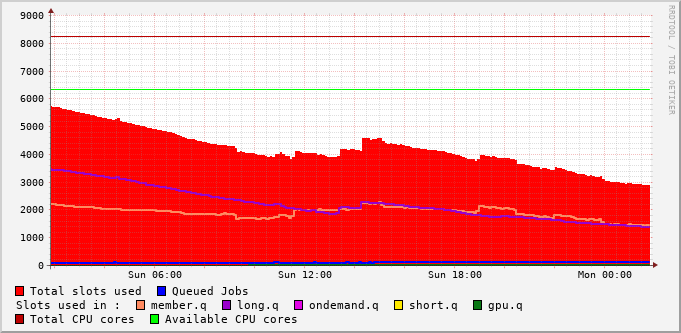 RRDTOOL / TOBI OETIKER
9000
8000
7000
6000
5000
4000
3000
2000
1000
0
Sun 06:00 Sun 12:00 Sun 18:00 Mon 00:00
Total slots used Queued Jobs
Slots used in : member.q long.q ondemand.q short.q gpu.q
Total CPU cores Available CPU cores